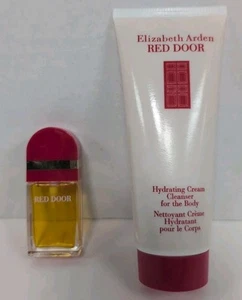 Elizabeth Arden
RED DOOR
Hydrating Cream
Cleanser
for the Body
Nettoyant Crème
Hydratant
pour le Corps
RED DOOR